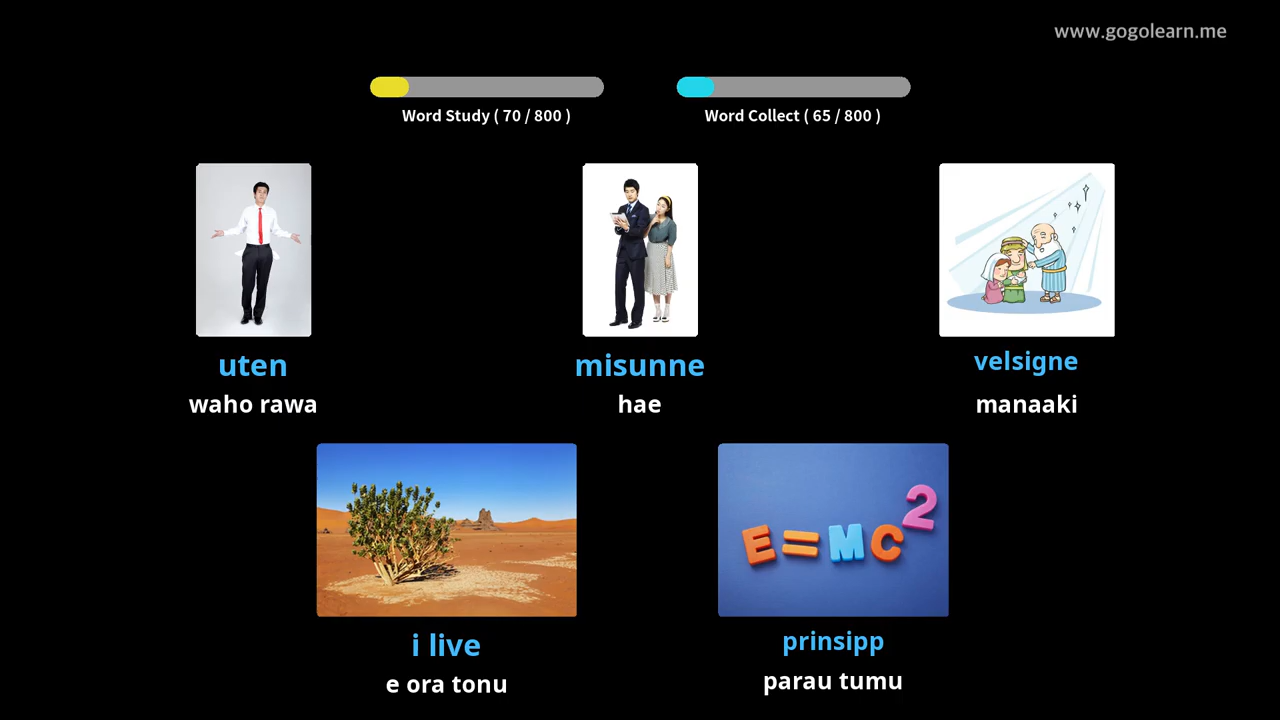 www.gogolearn.me
Word Study ( 70 / 800 )
Word Collect ( 65 / 800 )
uten
waho rawa
misunne
hae
velsigne
manaaki
E=MC2
i live
e ora tonu
prinsipp
parau tumu